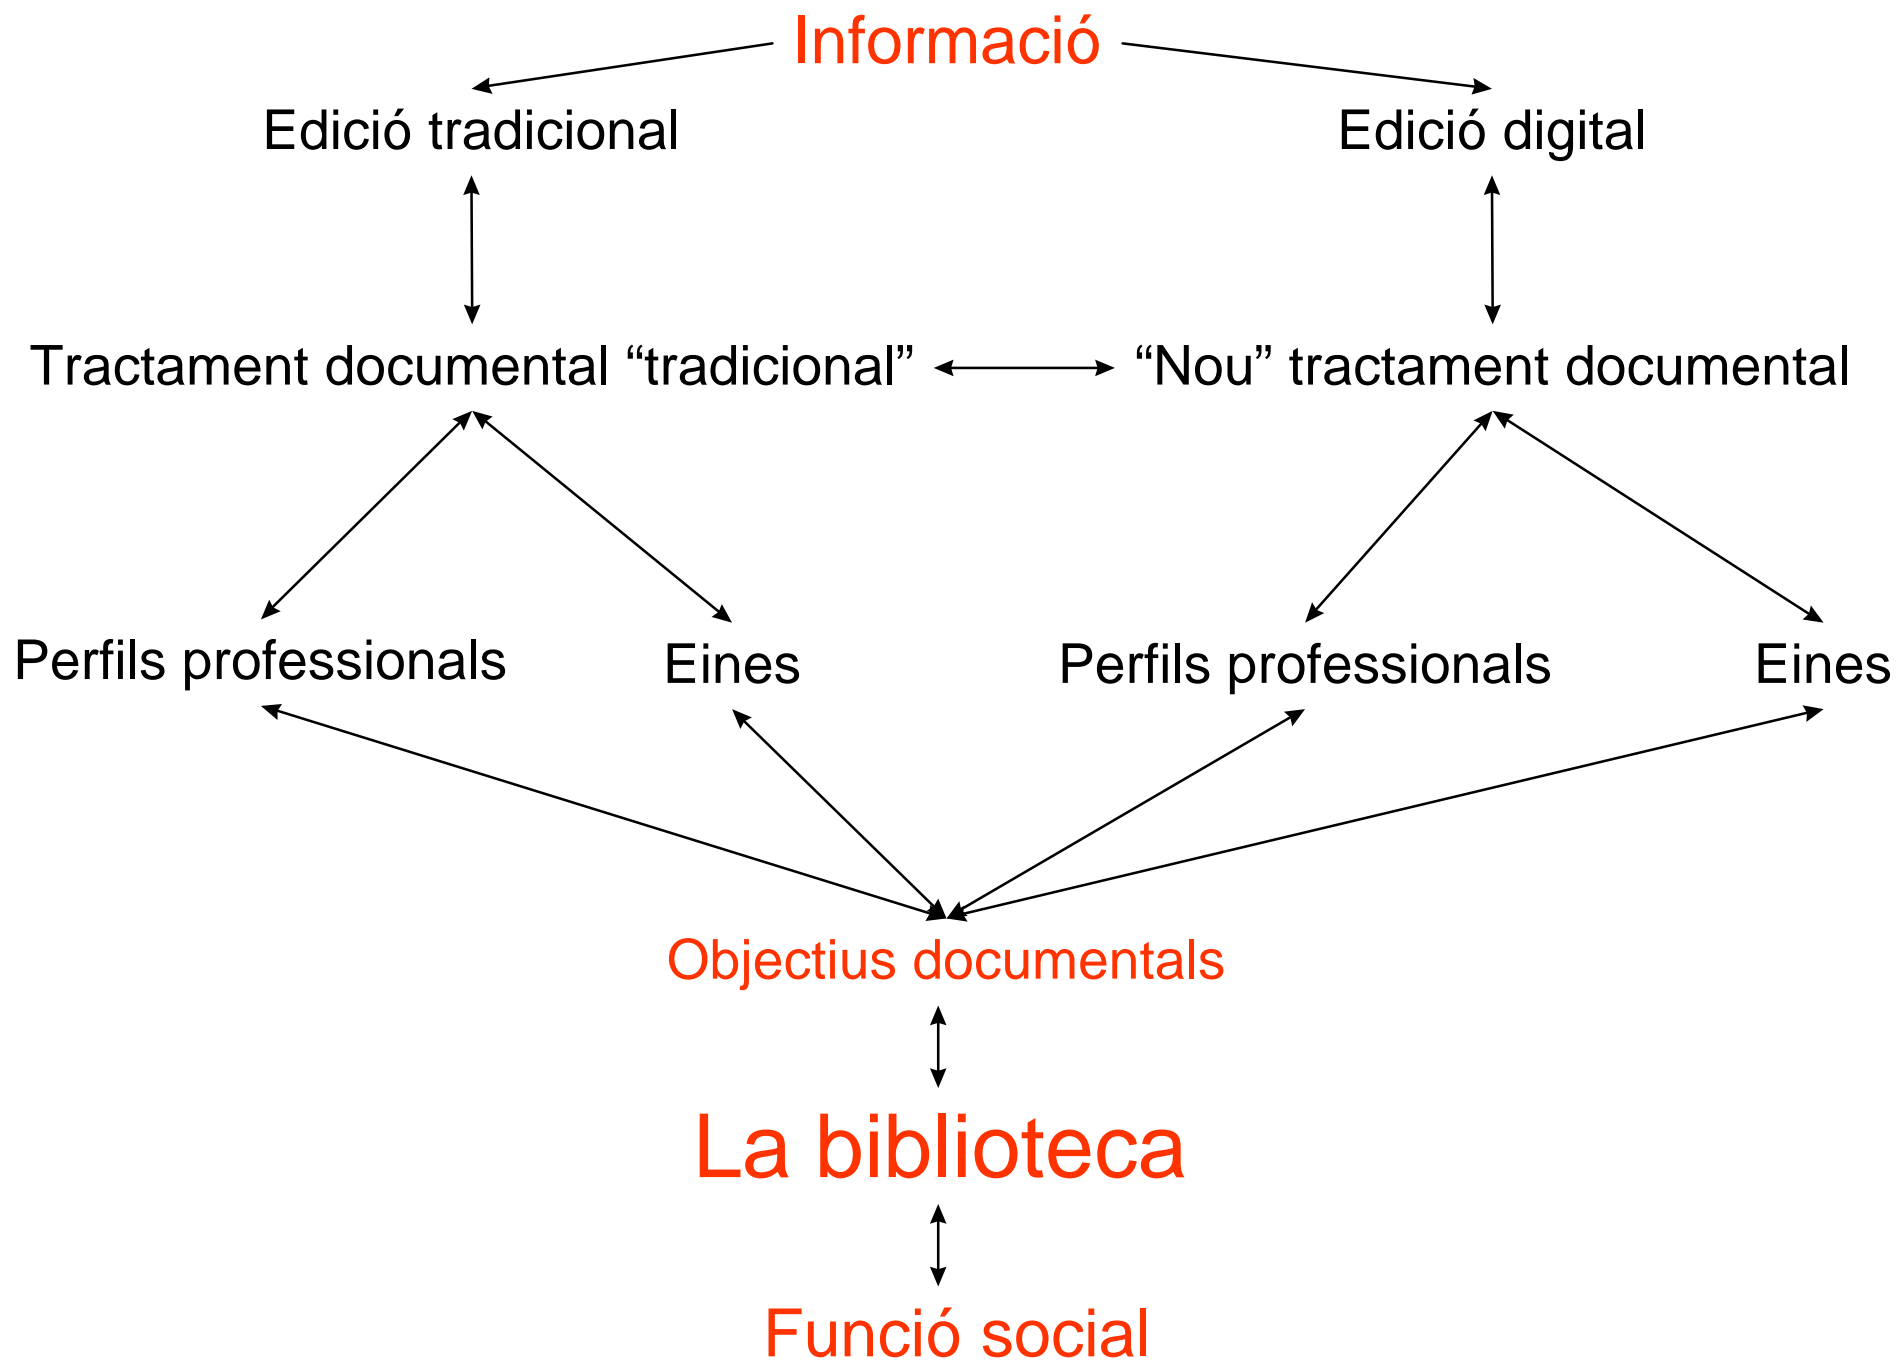 Informació
Edició tradicional
Edició digital
Tractament documental “tradicional”
“Nou” tractament documental
Perfils professionals
Eines
Perfils professionals
Eines
Objectius documentals
La biblioteca
Funció social